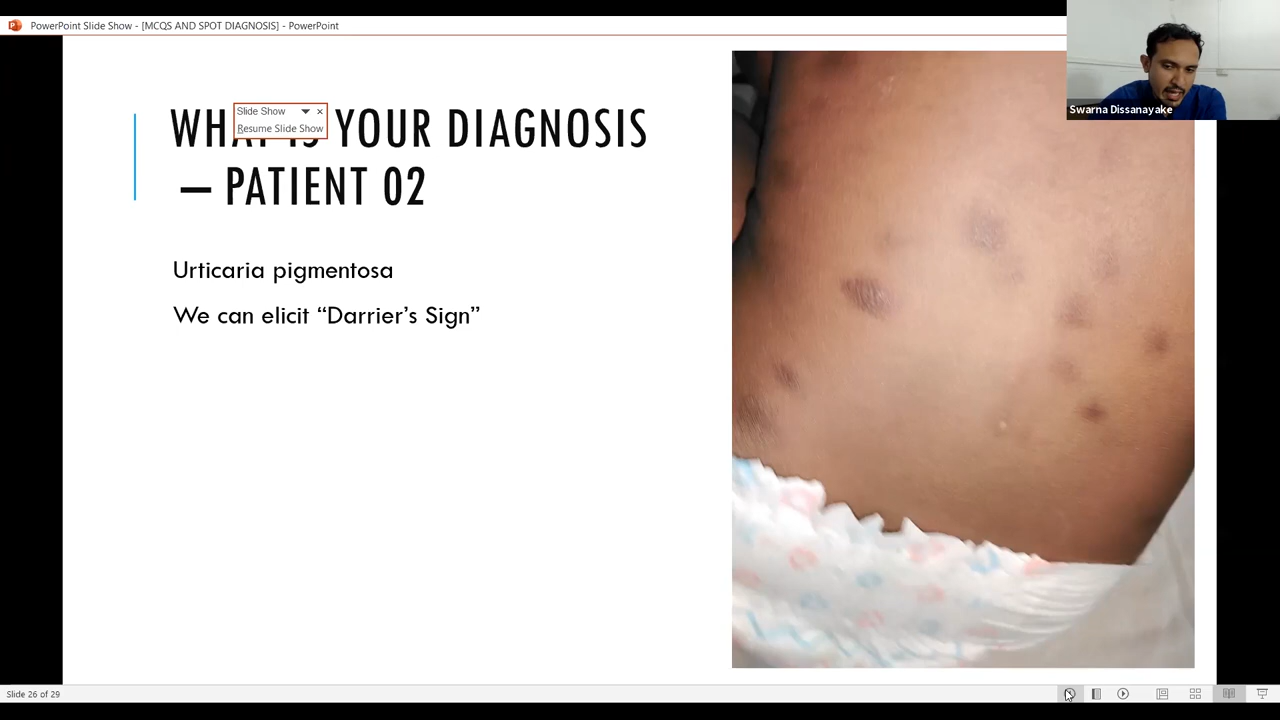 PowerPoint Slide Show - [MCQS AND SPOT DIAGNOSIS] - PowerPoint
Swarna Dissanayake
Slide Show
Resume Slide Show
YOUR DIAGNOSIS
– PATIENT 02
Urticaria pigmentosa
We can elicit “Darrier’s Sign”
Slide 26 of 29